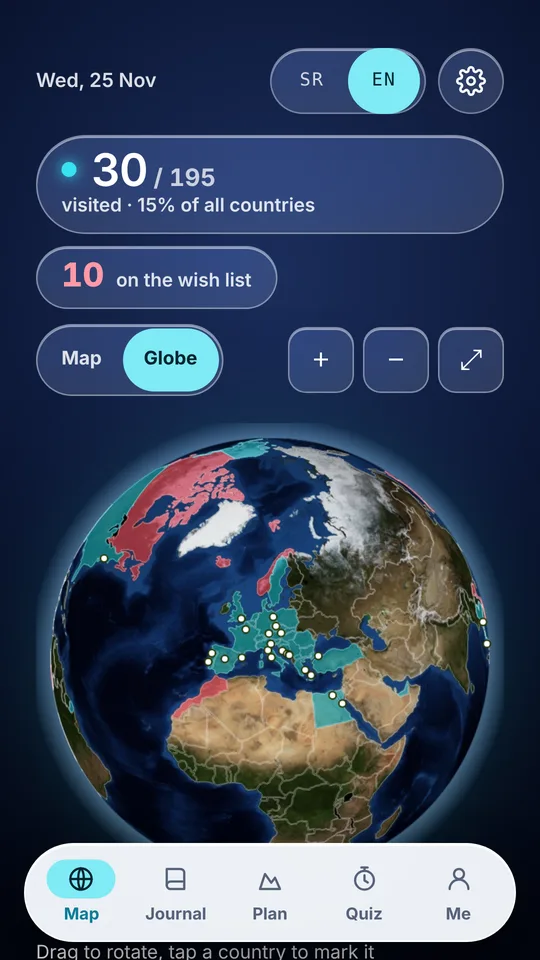 Wed, 25 Nov
SR EN
30 / 195
visited · 15% of all countries
10 on the wish list
Map Globe
+ −
Map Journal Plan Quiz Me
Drag to rotate, tap a country to mark it